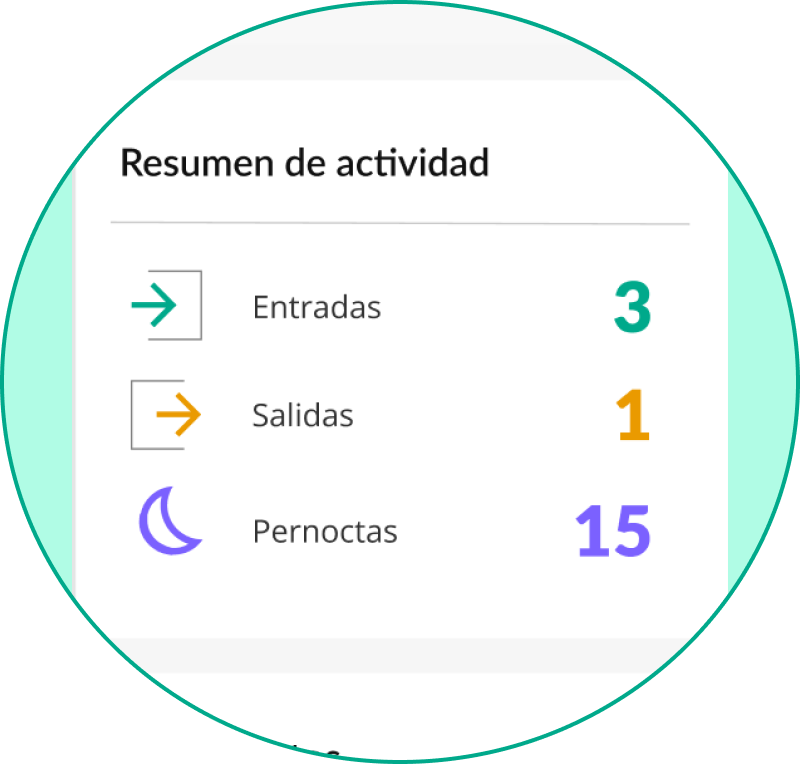 Resumen de actividad
Entradas 3
Salidas 1
Pernoctas 15